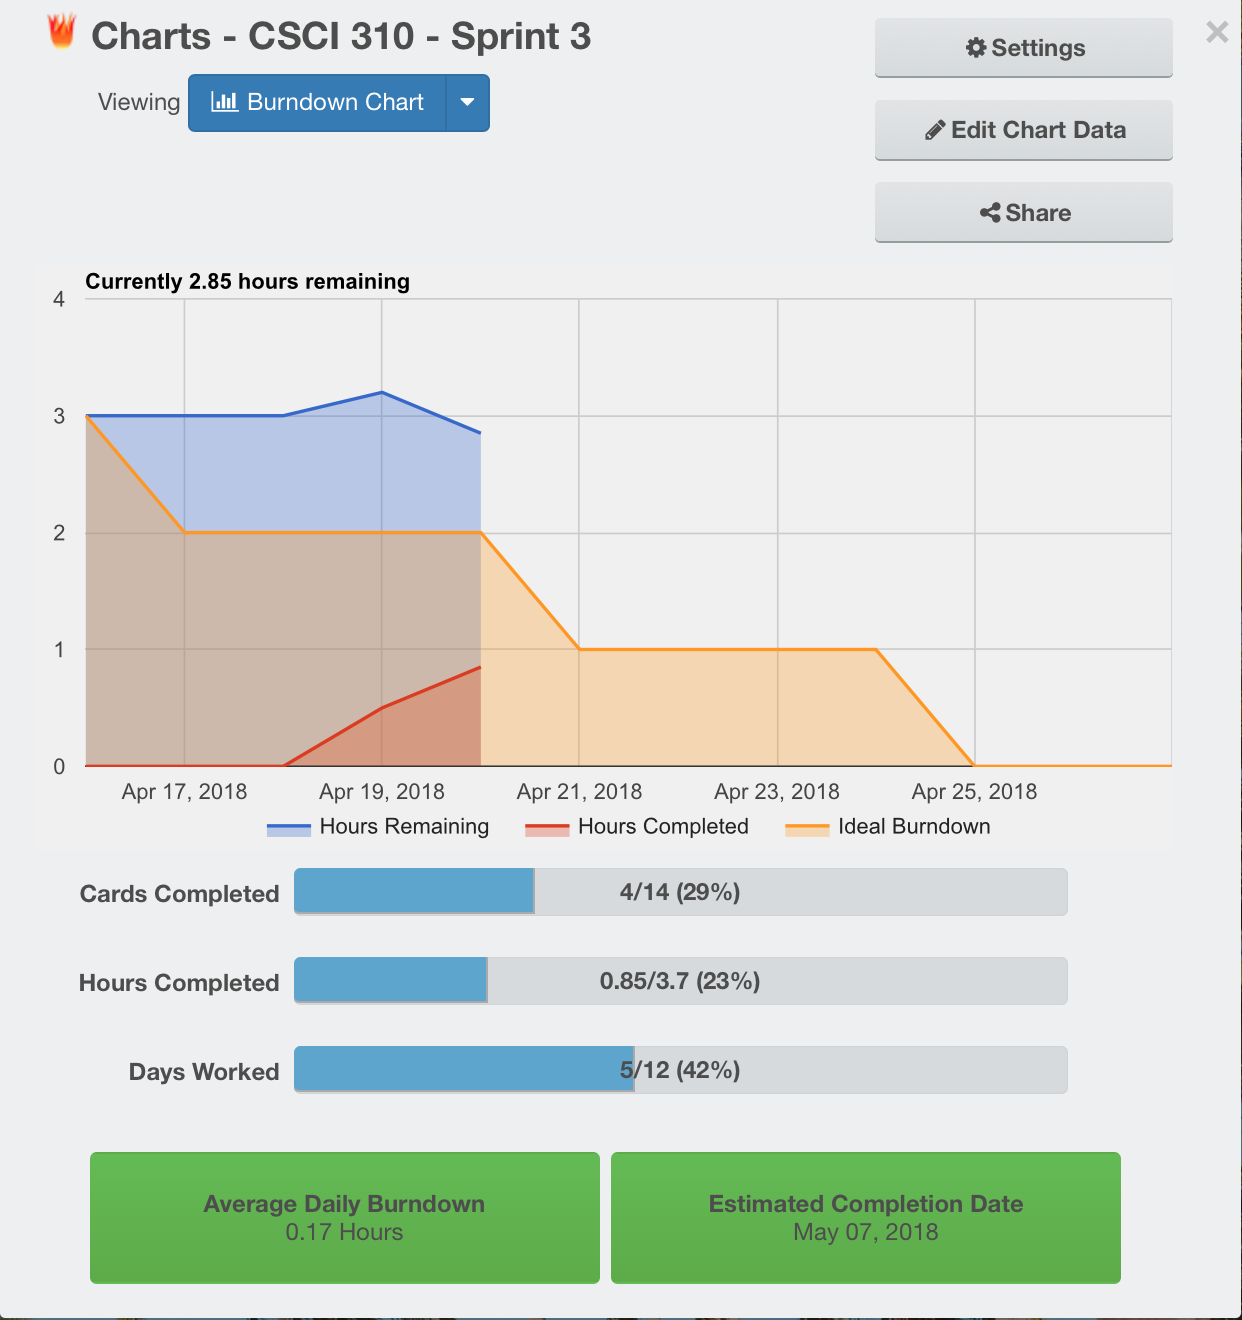 Charts - CSCI 310 - Sprint 3
Settings
Viewing Burndown Chart
Edit Chart Data
Share
Currently 2.85 hours remaining
4
3
2
1
0
Apr 17, 2018 Apr 19, 2018 Apr 21, 2018 Apr 23, 2018 Apr 25, 2018
Hours Remaining Hours Completed Ideal Burndown
Cards Completed 4/14 (29%)
Hours Completed 0.85/3.7 (23%)
Days Worked 5/12 (42%)
Average Daily Burndown
0.17 Hours
Estimated Completion Date
May 07, 2018